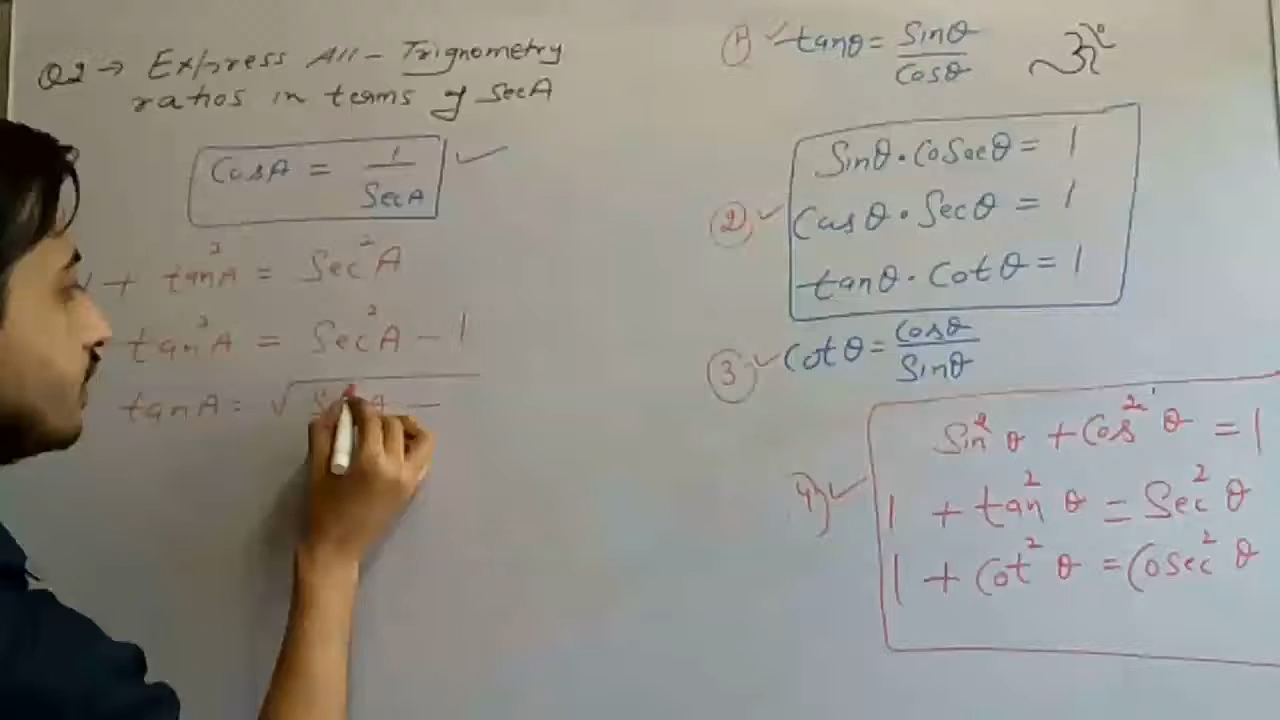 Q2 → Express All - Trignometry
ratios in terms of SecA
CosA = 1/SecA ✓
1 + tan²A = Sec²A
tan²A = Sec²A - 1
tanA = √Sec²A -
1) ✓ tanθ = Sinθ/Cosθ
ॐ
Sinθ · Cosecθ = 1
2 ✓ Cosθ · Secθ = 1
tanθ · Cotθ = 1
3 ✓ Cotθ = Cosθ/Sinθ
Sin²θ + Cos²θ = 1
4) ✓ 1 + tan²θ = Sec²θ
1 + Cot²θ = Cosec²θ